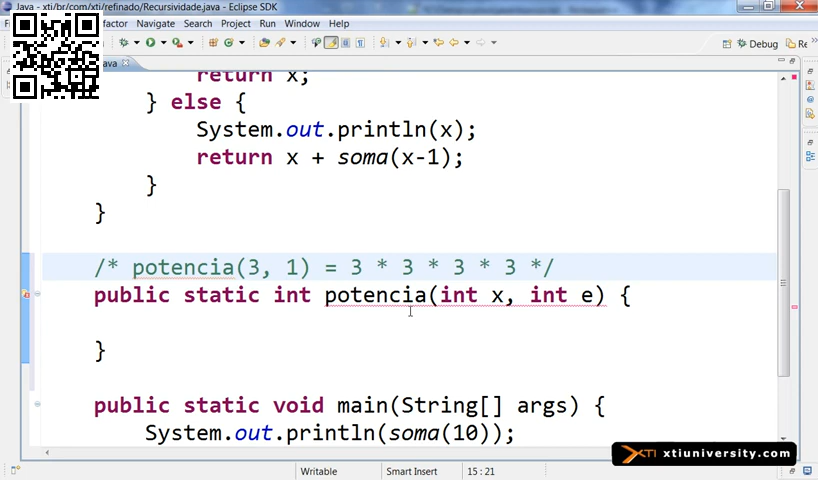 Java - xti/br/com/xti/refinado/Recursividade.java - Eclipse SDK
Navigate Search Project Run Window Help
Debug Re
return x;
} else {
System.out.println(x);
return x + soma(x-1);
}
}
/* potencia(3, 1) = 3 * 3 * 3 * 3 */
public static int potencia(int x, int e) {
}
public static void main(String[] args) {
System.out.println(soma(10));
XTI xtiuniversity.com
Writable Smart Insert 15 : 21